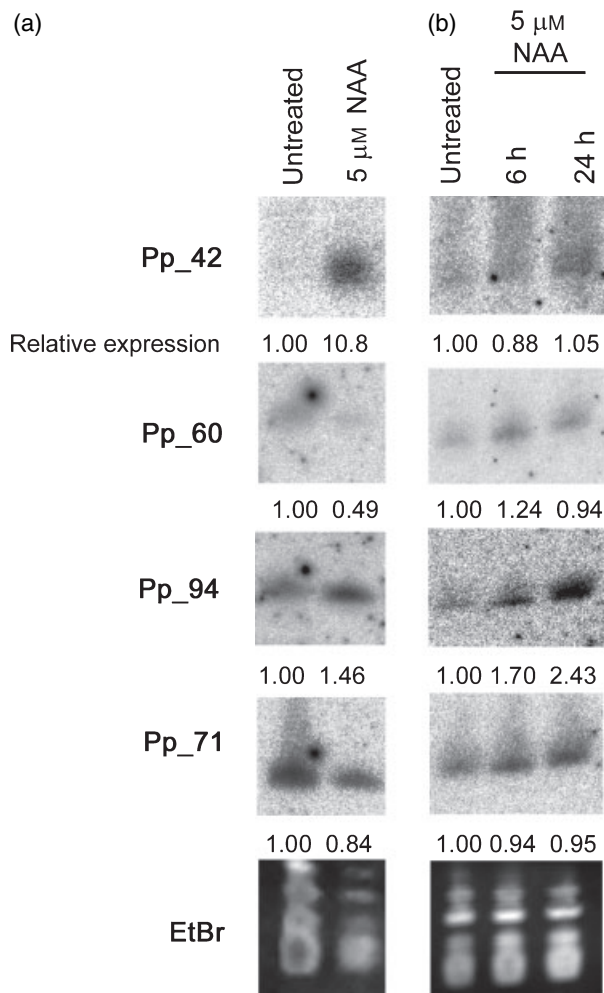 (a)
(b)
5 μM
NAA
Untreated
5 μM NAA
Untreated
6 h
24 h
Pp_42
Relative expression 1.00 10.8 1.00 0.88 1.05
Pp_60
1.00 0.49 1.00 1.24 0.94
Pp_94
1.00 1.46 1.00 1.70 2.43
Pp_71
1.00 0.84 1.00 0.94 0.95
EtBr